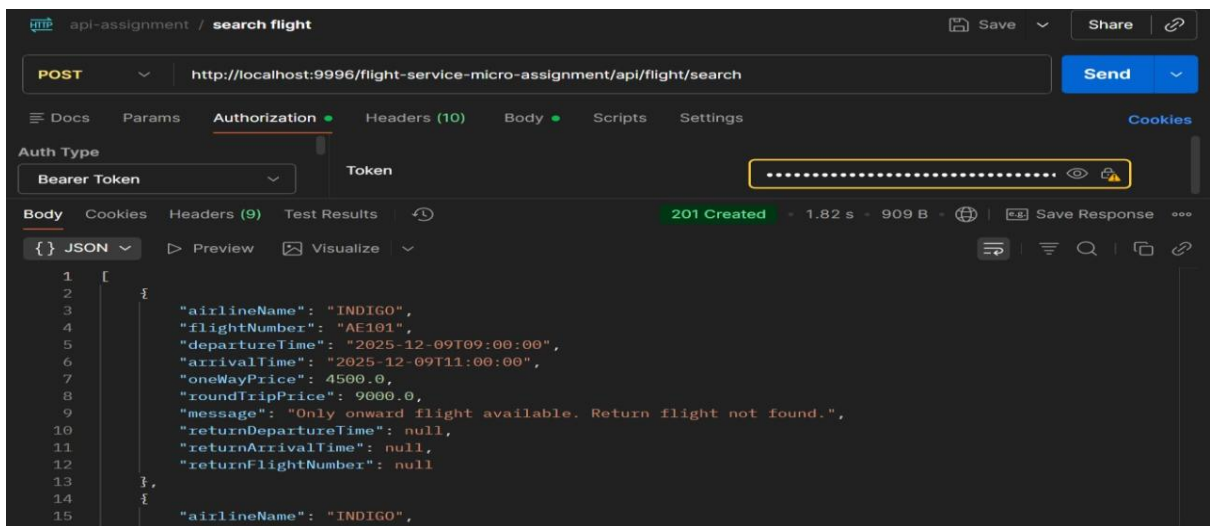 HTTP api-assignment / search flight Save Share
POST http://localhost:9996/flight-service-micro-assignment/api/flight/search Send
Docs Params Authorization Headers (10) Body Scripts Settings Cookies
Auth Type
Bearer Token
Token
Body Cookies Headers (9) Test Results 201 Created 1.82 s 909 B e.g. Save Response
{} JSON Preview Visualize
1 [
2 {
3 "airlineName": "INDIGO",
4 "flightNumber": "AE101",
5 "departureTime": "2025-12-09T09:00:00",
6 "arrivalTime": "2025-12-09T11:00:00",
7 "oneWayPrice": 4500.0,
8 "roundTripPrice": 9000.0,
9 "message": "Only onward flight available. Return flight not found.",
10 "returnDepartureTime": null,
11 "returnArrivalTime": null,
12 "returnFlightNumber": null
13 },
14 {
15 "airlineName": "INDIGO",